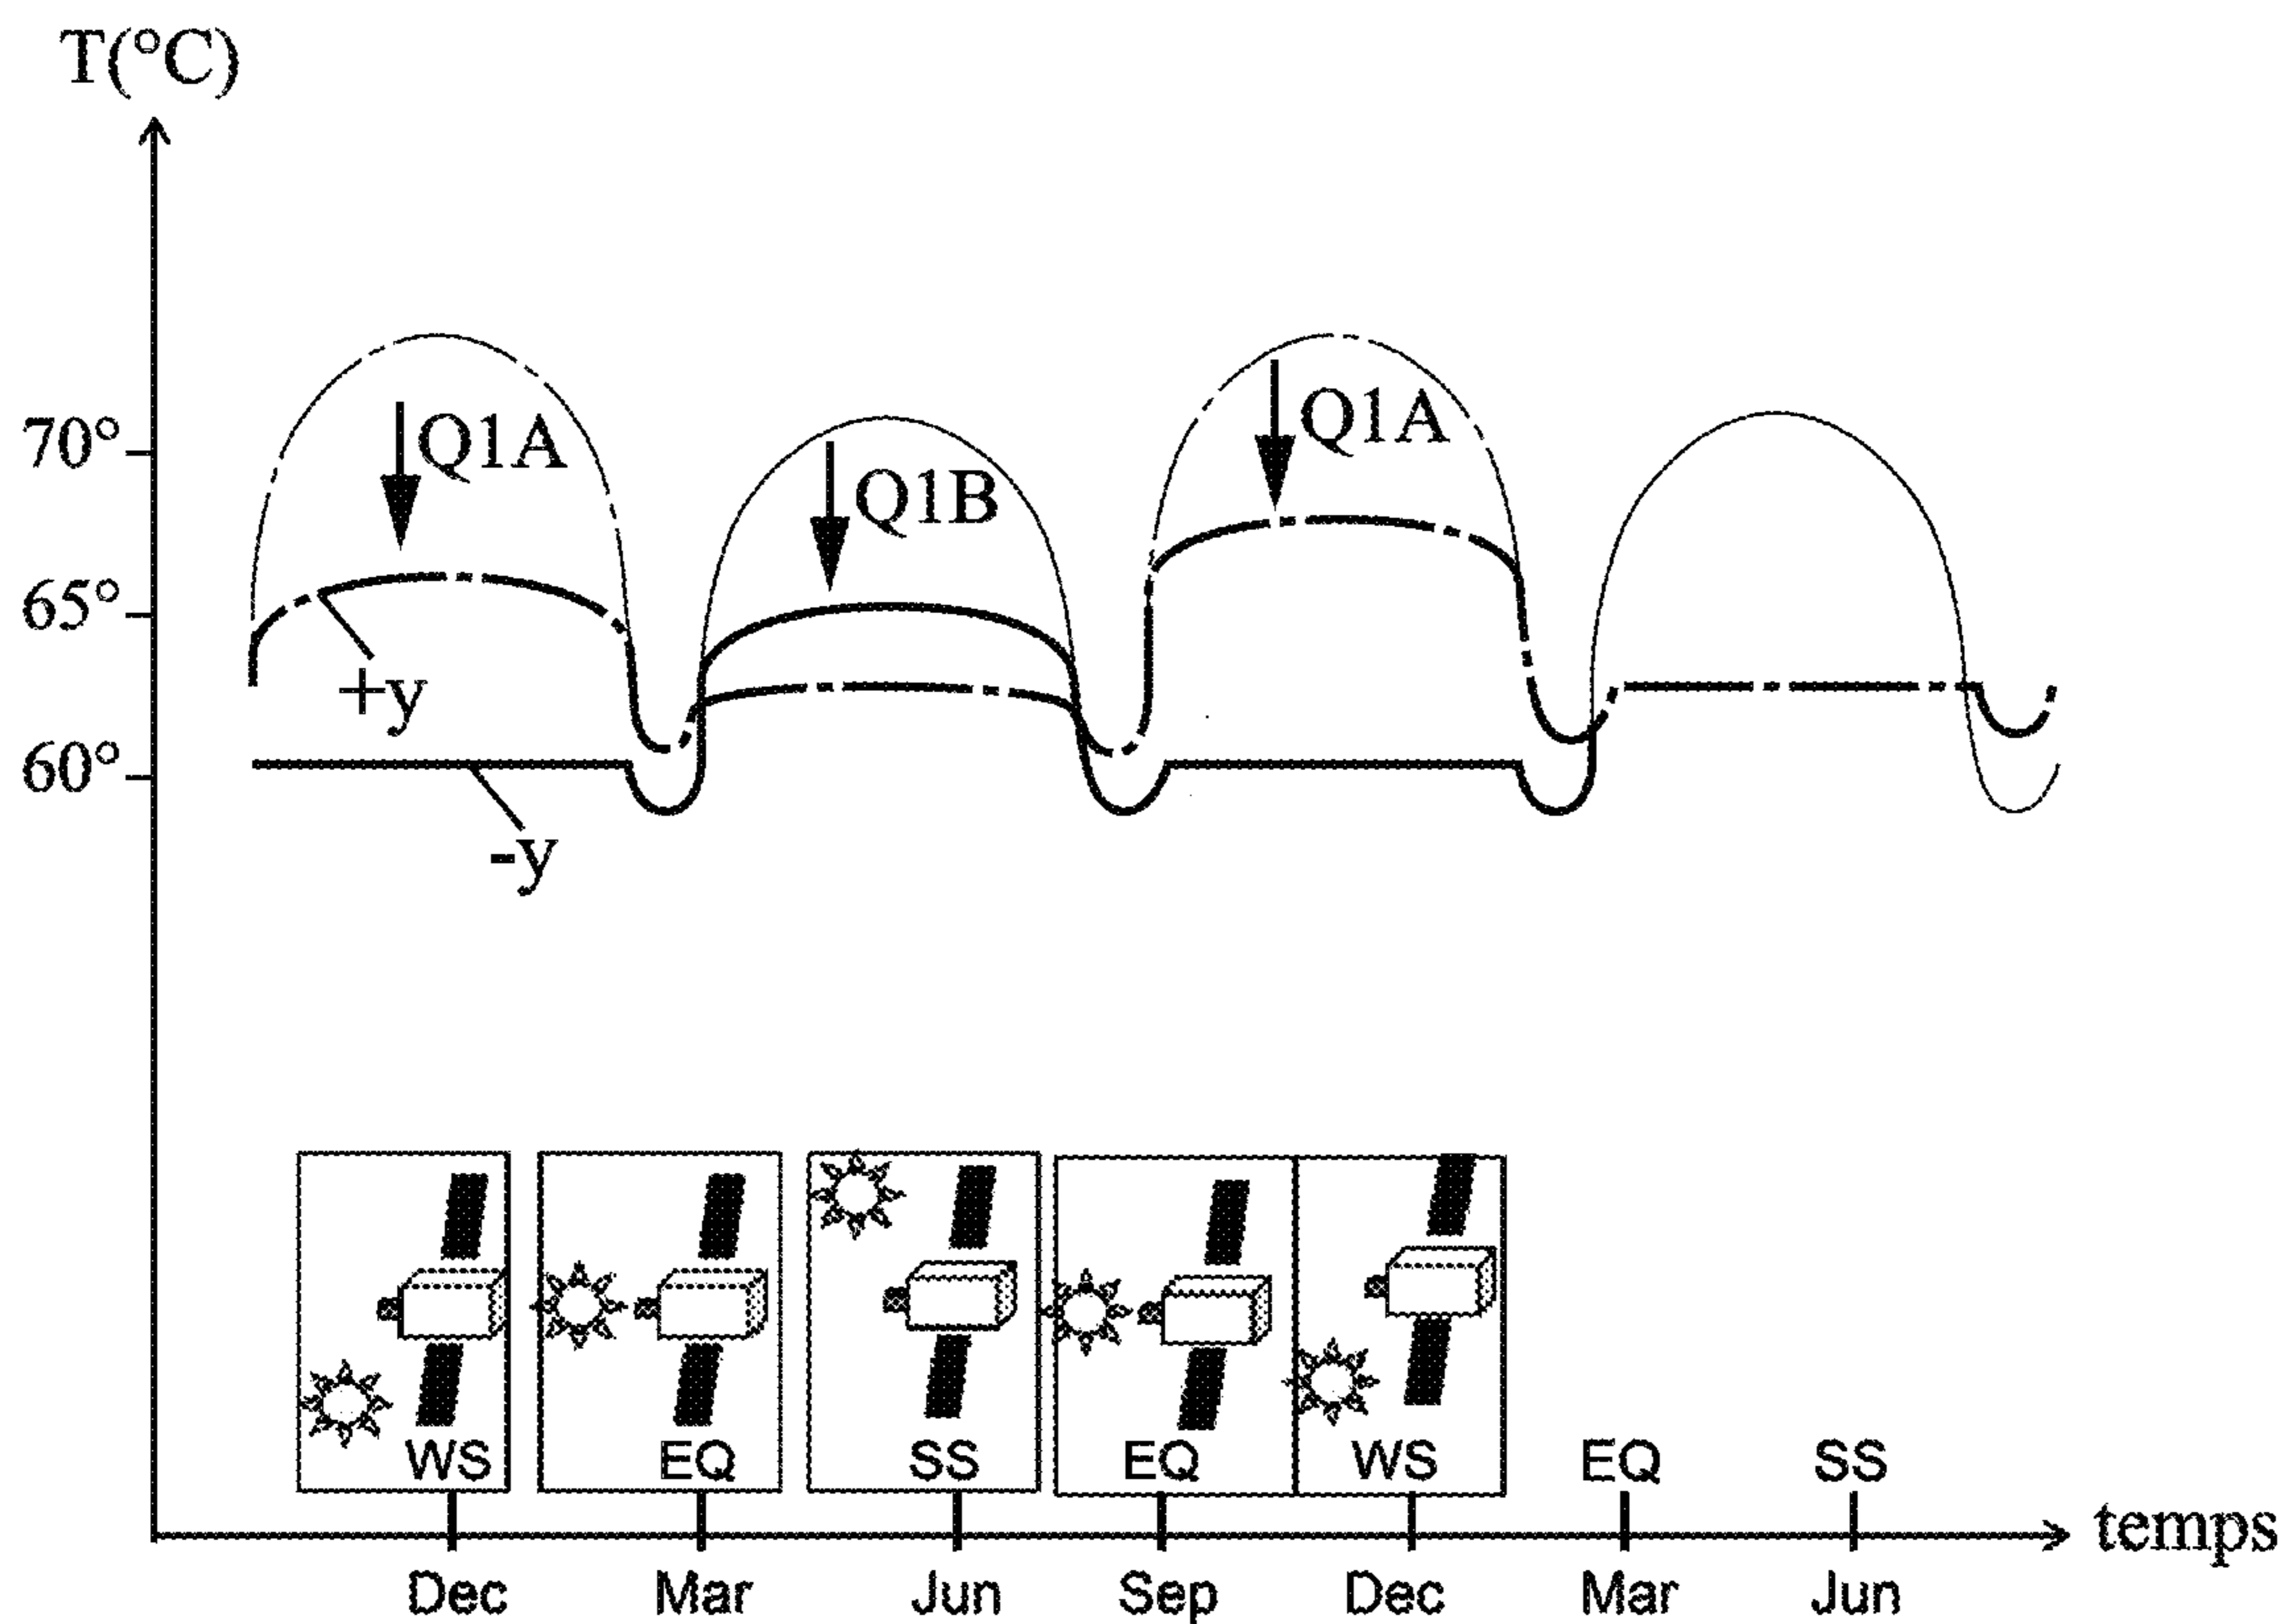 T(°C)
70°
65°
60°
Q1A
Q1B
Q1A
+y
-y
WS
EQ
SS
EQ
WS
EQ
SS
temps
Dec
Mar
Jun
Sep
Dec
Mar
Jun